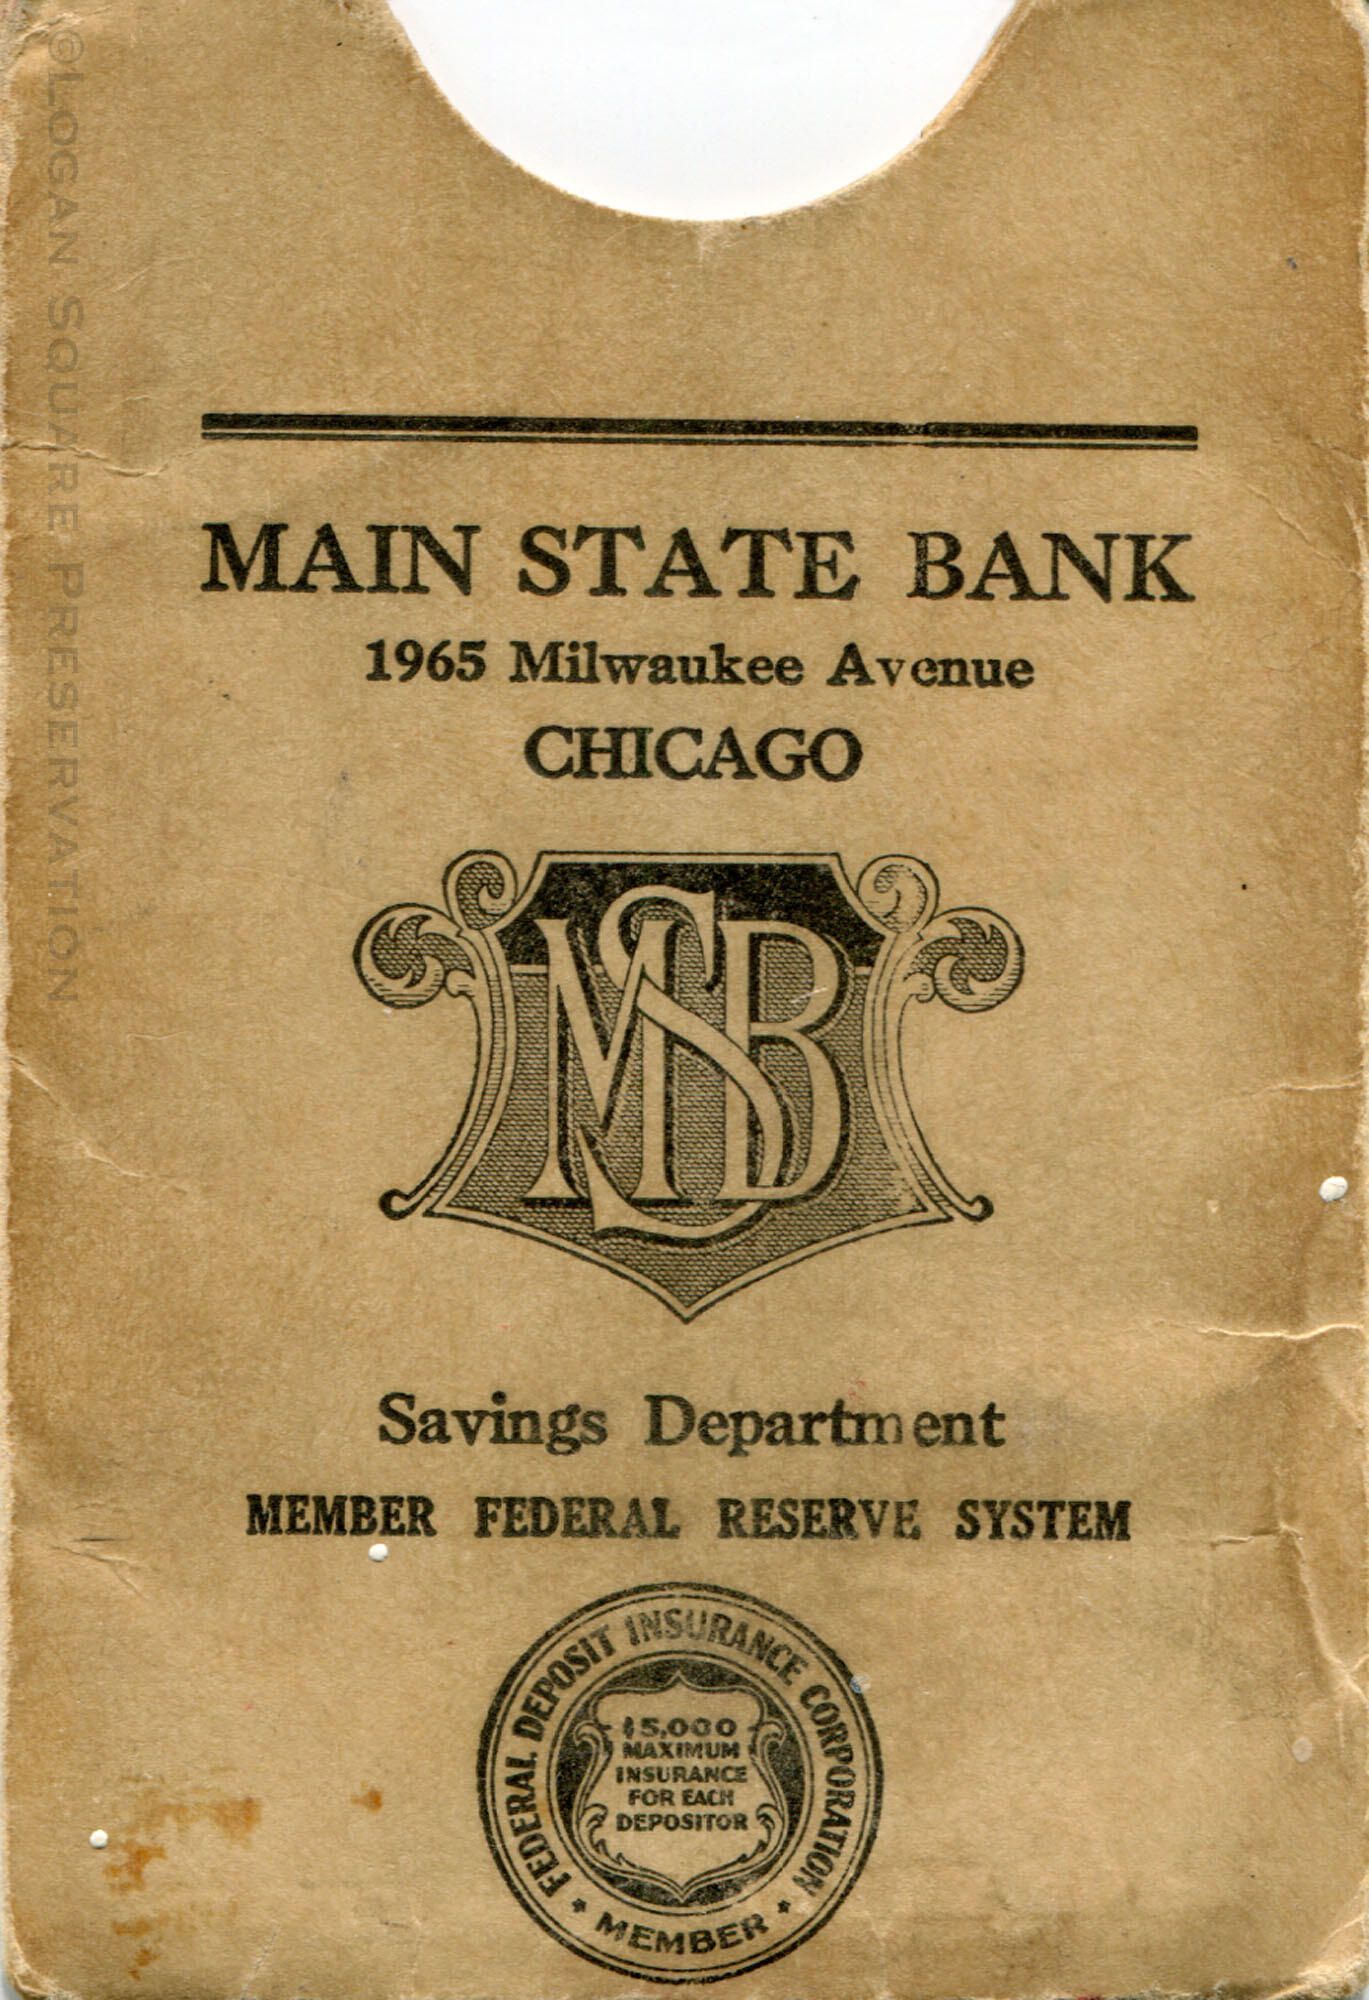 ©LOGAN SQUARE PRESERVATION
MAIN STATE BANK
1965 Milwaukee Avenue
CHICAGO
MSB
Savings Department
MEMBER FEDERAL RESERVE SYSTEM
FEDERAL DEPOSIT INSURANCE CORPORATION
$5,000
MAXIMUM
INSURANCE
FOR EACH
DEPOSITOR
MEMBER